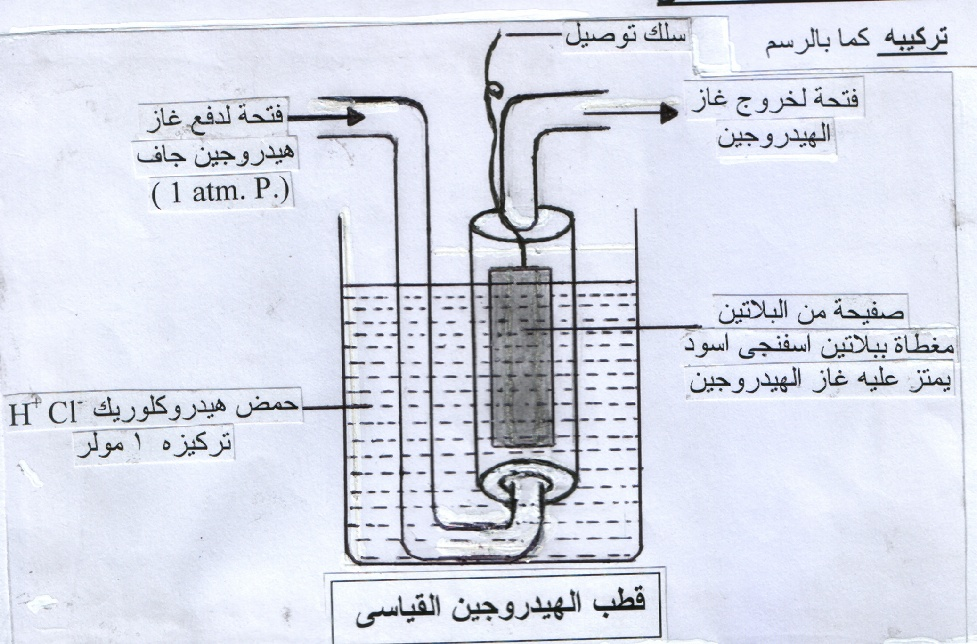 تركيبه كما بالرسم
سلك توصيل
فتحة لدفع غاز
هيدروجين جاف
( 1 atm. P.)
فتحة لخروج غاز
الهيدروجين
صفيحة من البلاتين
مغطاة ببلاتين اسفنجى اسود
يمتز عليه غاز الهيدروجين
حمض هيدروكلوريك H⁺ Cl⁻
تركيزه ١ مولر
قطب الهيدروجين القياسى